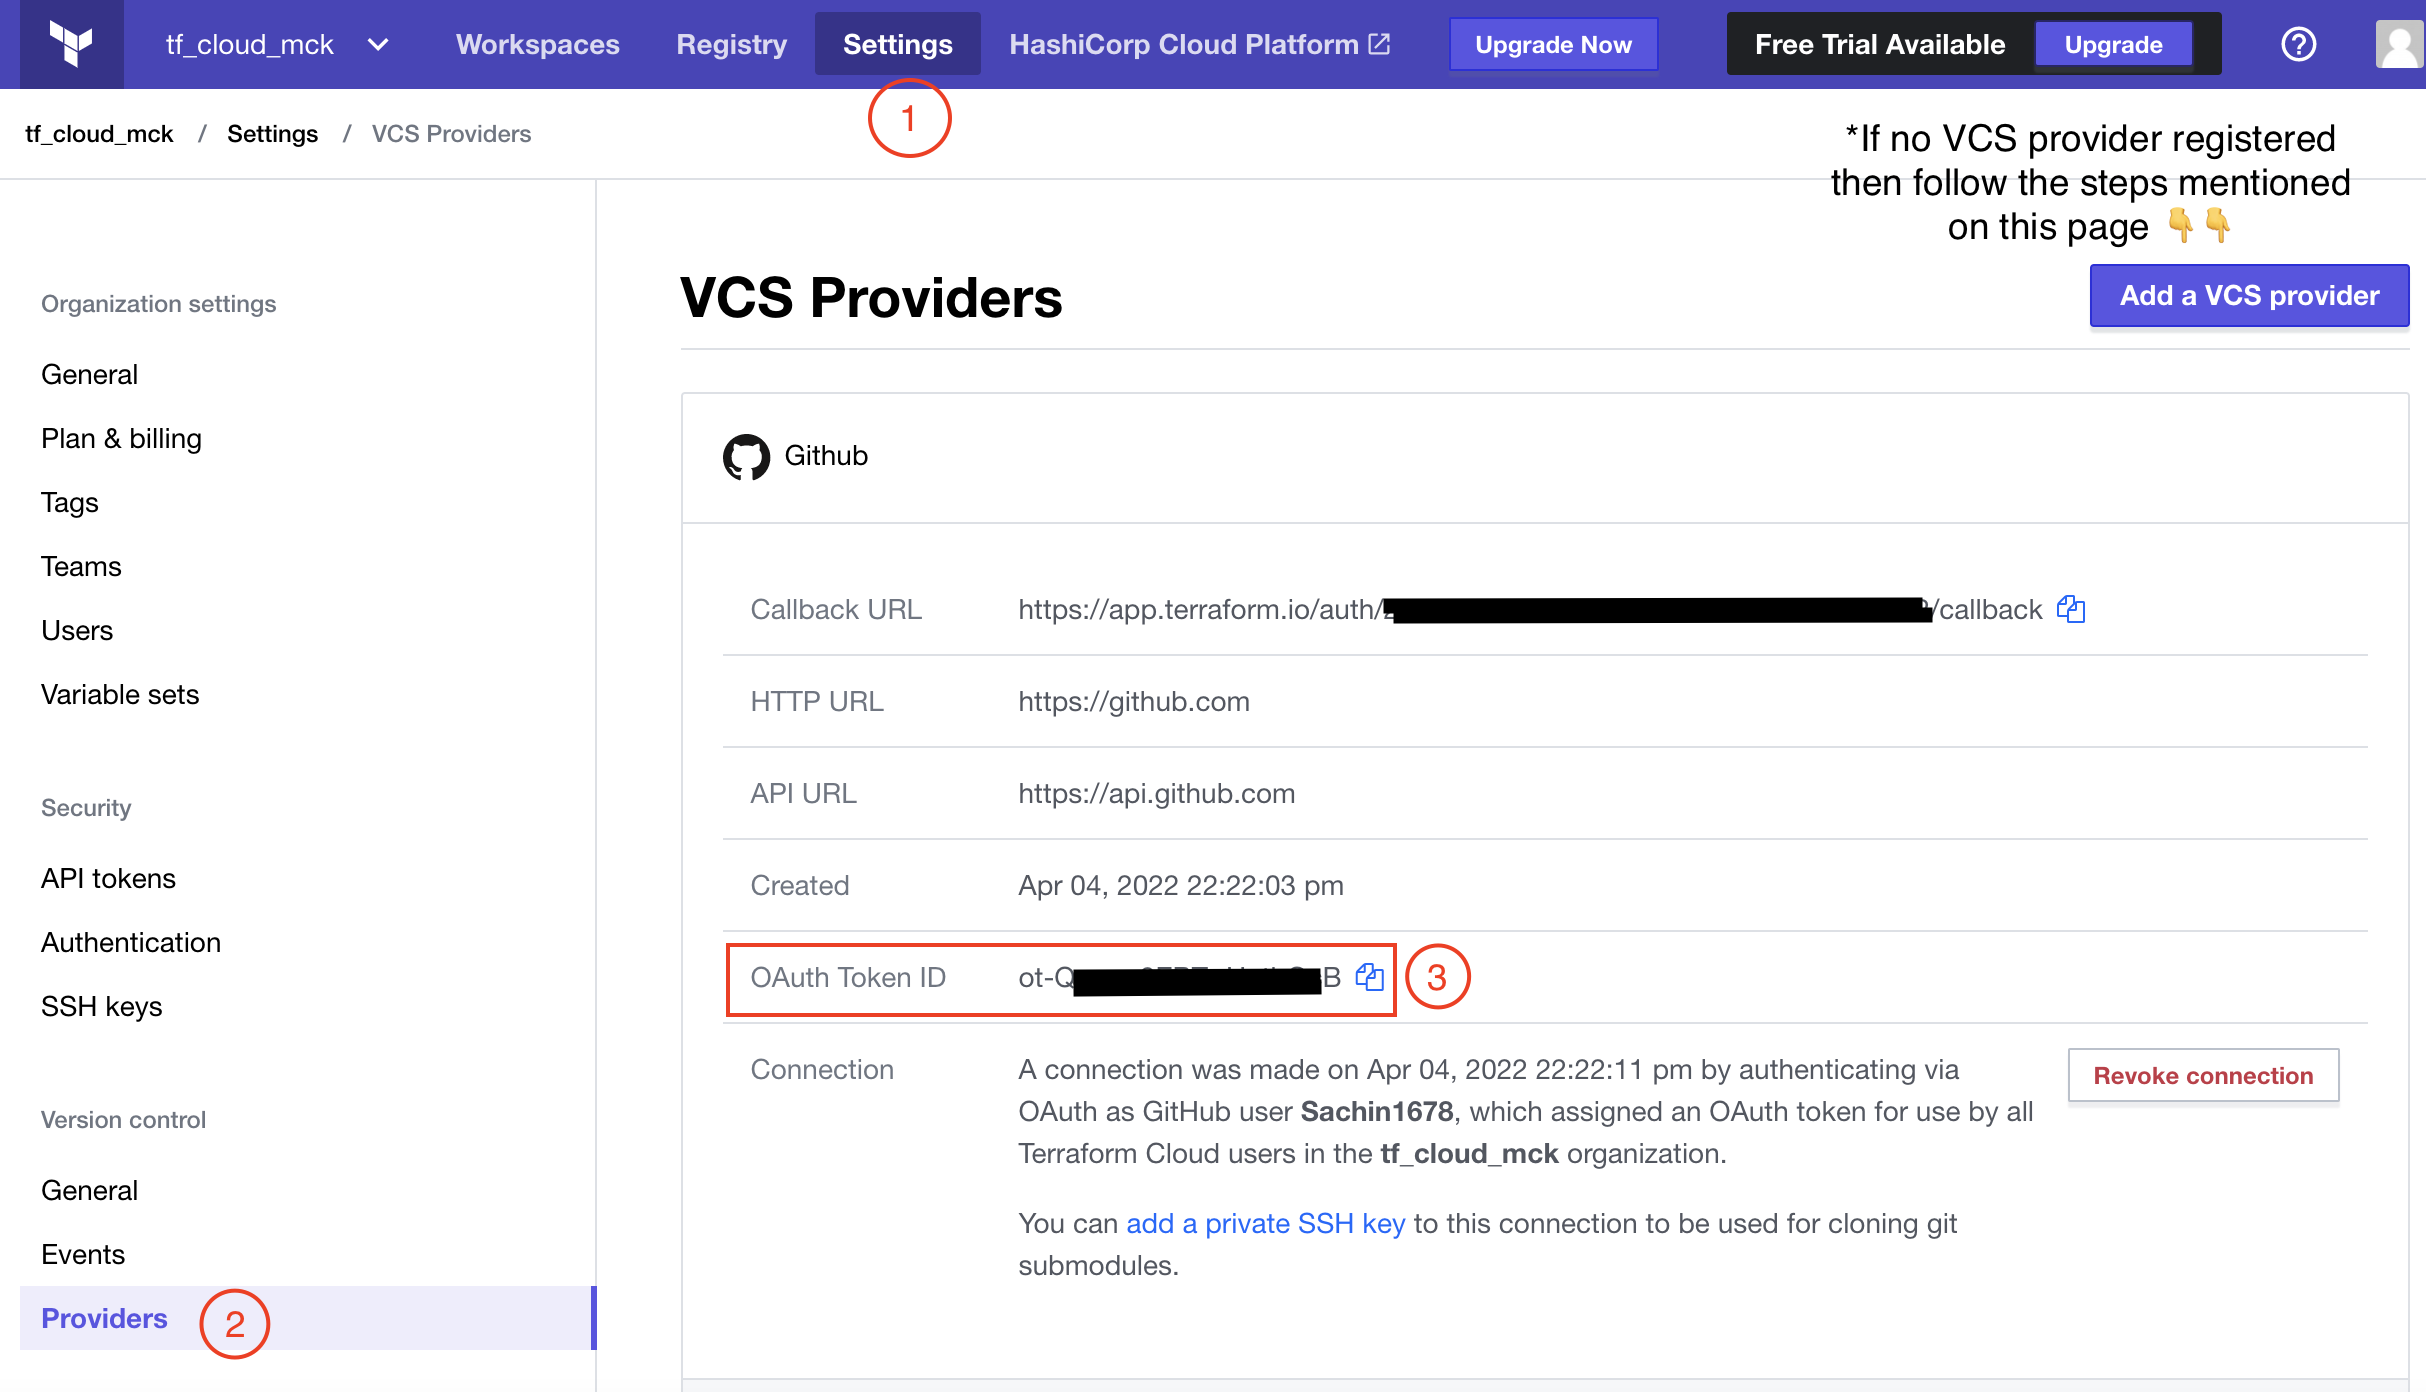 tf_cloud_mck Workspaces Registry Settings HashiCorp Cloud Platform Upgrade Now Free Trial Available Upgrade
1
tf_cloud_mck / Settings / VCS Providers
*If no VCS provider registered
then follow the steps mentioned
on this page 👇👇
Organization settings
General
Plan & billing
Tags
Teams
Users
Variable sets
Security
API tokens
Authentication
SSH keys
Version control
General
Events
Providers 2
VCS Providers
Add a VCS provider
Github
Callback URL https://app.terraform.io/auth/ /callback
HTTP URL https://github.com
API URL https://api.github.com
Created Apr 04, 2022 22:22:03 pm
OAuth Token ID ot-Q B 3
Connection A connection was made on Apr 04, 2022 22:22:11 pm by authenticating via
OAuth as GitHub user Sachin1678, which assigned an OAuth token for use by all
Terraform Cloud users in the tf_cloud_mck organization.
Revoke connection
You can add a private SSH key to this connection to be used for cloning git
submodules.